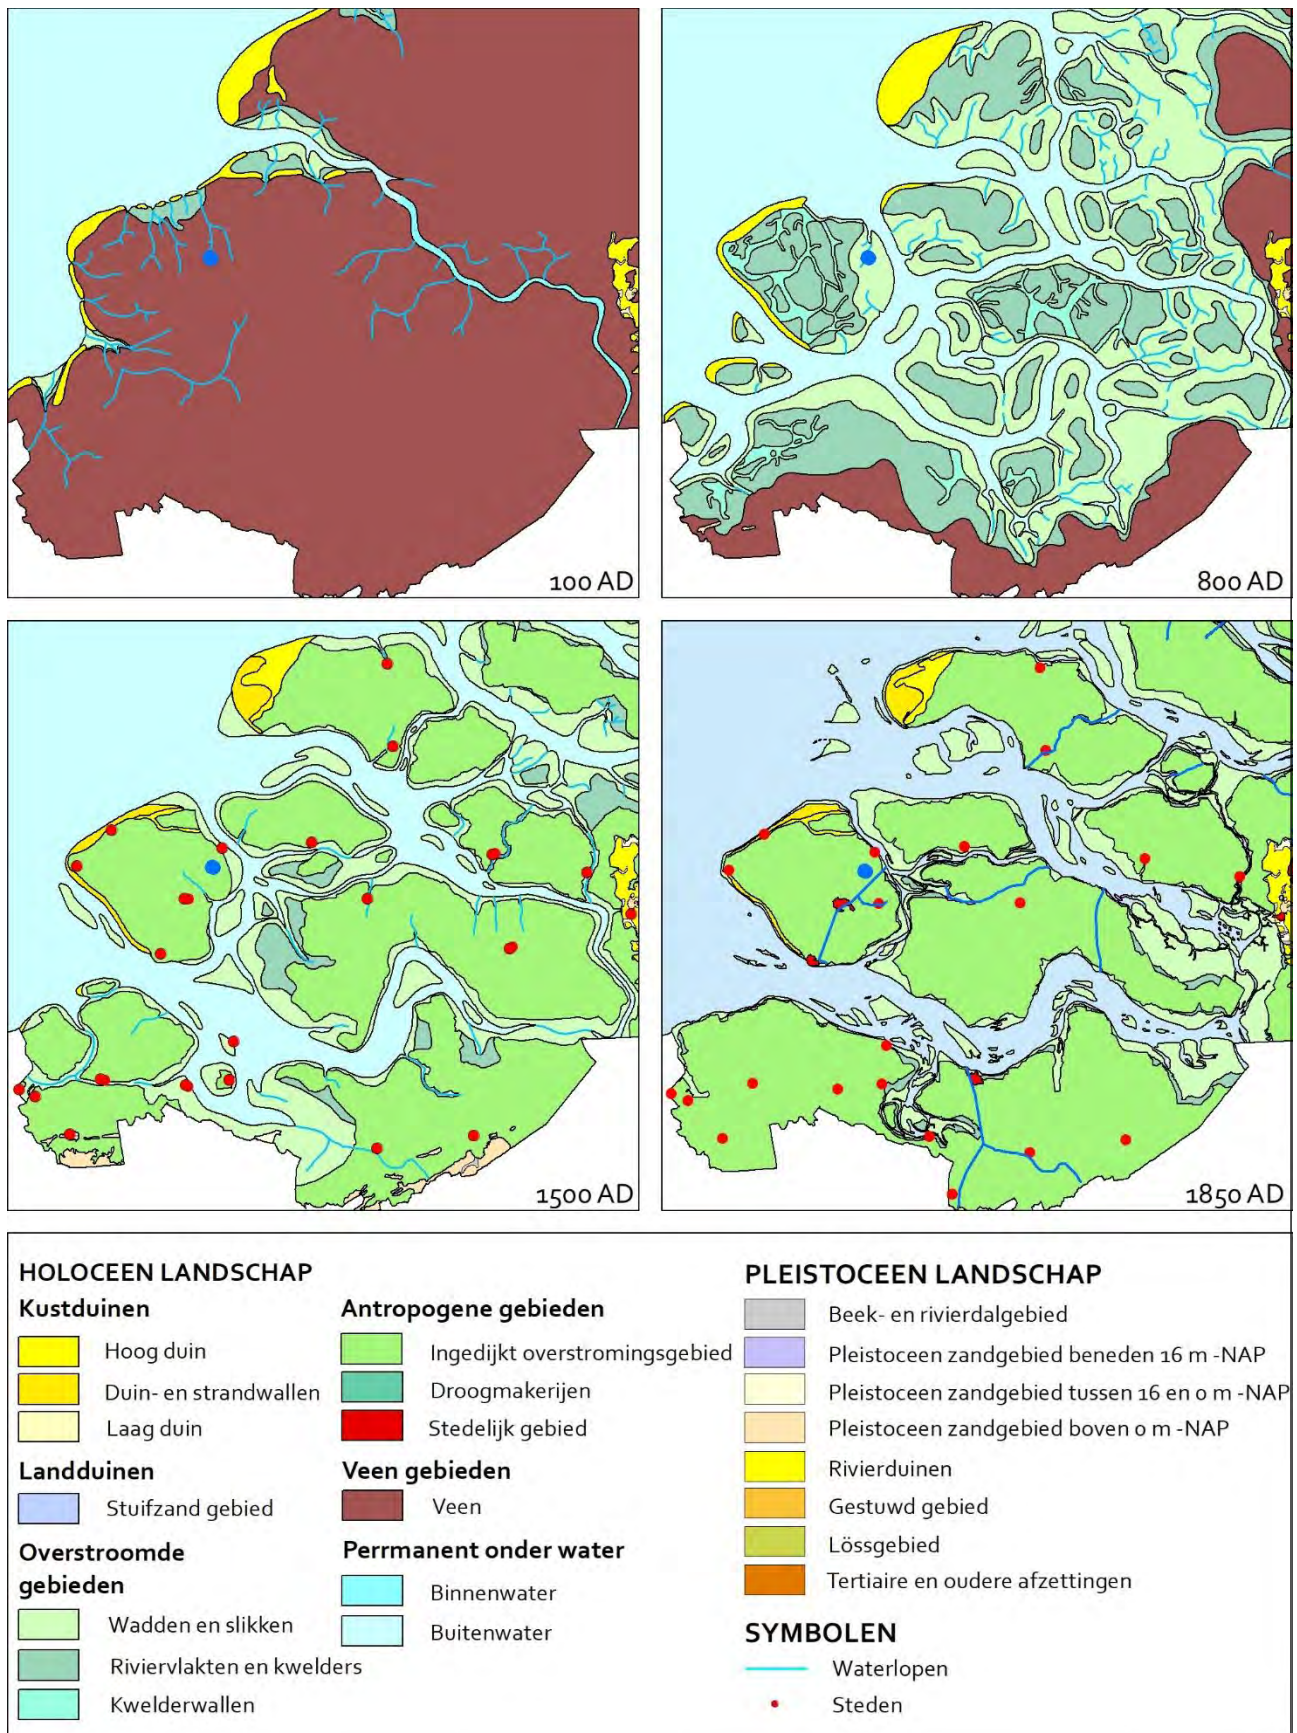 100 AD
800 AD
1500 AD
1850 AD
HOLOCEEN LANDSCHAP
Kustduinen
Hoog duin
Duin- en strandwallen
Laag duin
Landduinen
Stuifzand gebied
Overstroomde
gebieden
Wadden en slikken
Riviervlakten en kwelders
Kwelderwallen
Antropogene gebieden
Ingedijkt overstromingsgebied
Droogmakerijen
Stedelijk gebied
Veen gebieden
Veen
Perrmanent onder water
Binnenwater
Buitenwater
PLEISTOCEEN LANDSCHAP
Beek- en rivierdalgebied
Pleistoceen zandgebied beneden 16 m -NAP
Pleistoceen zandgebied tussen 16 en 0 m -NAP
Pleistoceen zandgebied boven 0 m -NAP
Rivierduinen
Gestuwd gebied
Lössgebied
Tertiaire en oudere afzettingen
SYMBOLEN
Waterlopen
Steden